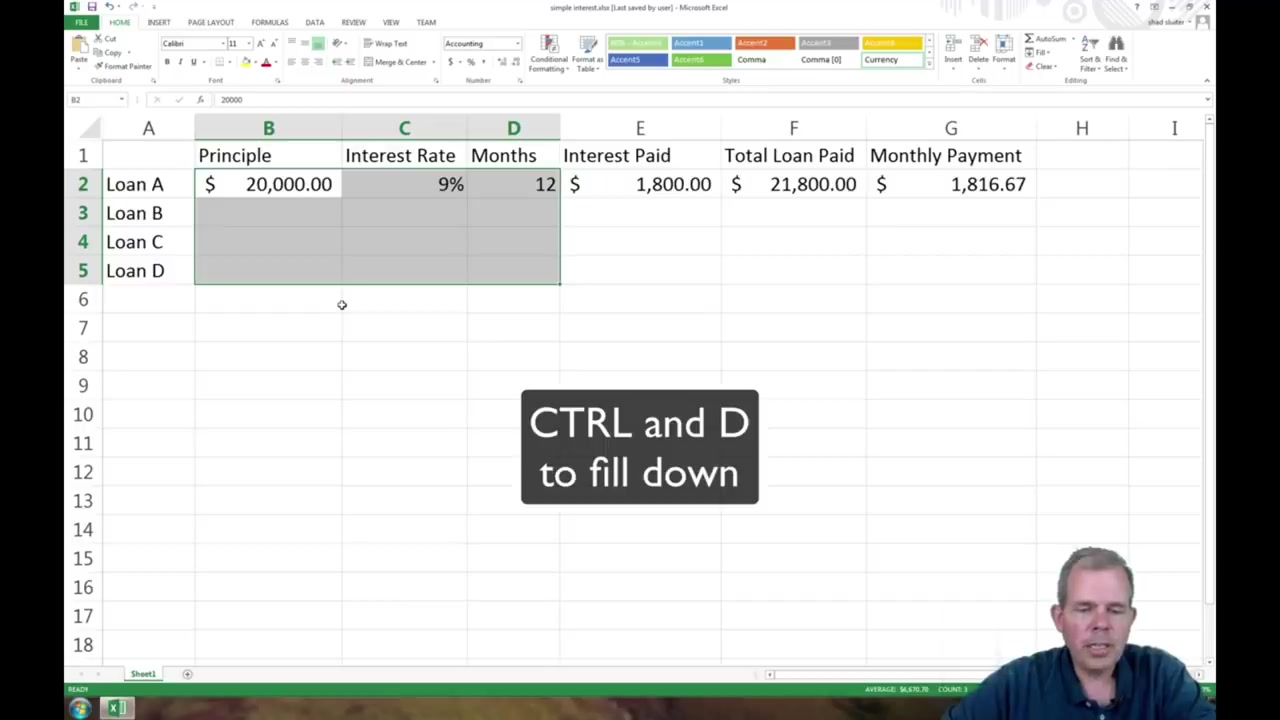 simple interest.xlsx [Last saved by user] - Microsoft Excel
FILE HOME INSERT PAGE LAYOUT FORMULAS DATA REVIEW VIEW TEAM shad sluiter
Cut
Copy
Format Painter
Paste
Clipboard
Calibri 11
B I U
Font
Wrap Text
Merge & Center
Alignment
Accounting
$ % ,
Number
Conditional Formatting
Format as Table
60% - Accent6 Accent1 Accent2 Accent3 Accent4
Accent5 Accent6 Comma Comma [0] Currency
Styles
Insert Delete Format
Cells
AutoSum
Fill
Clear
Sort & Filter
Find & Select
Editing
B2 fx 20000
A B C D E F G H I
1 Principle Interest Rate Months Interest Paid Total Loan Paid Monthly Payment
2 Loan A $ 20,000.00 9% 12 $ 1,800.00 $ 21,800.00 $ 1,816.67
3 Loan B
4 Loan C
5 Loan D
6
7
8
9
10
11
12
13
14
15
16
17
18
CTRL and D
to fill down
Sheet1
READY AVERAGE: $6,670.70 COUNT: 3